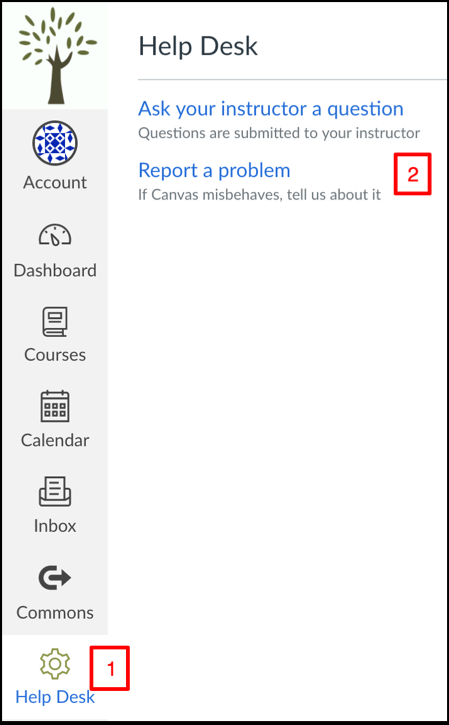 Help Desk
Ask your instructor a question
Questions are submitted to your instructor
Report a problem
If Canvas misbehaves, tell us about it
2
Account
Dashboard
Courses
Calendar
Inbox
Commons
1
Help Desk